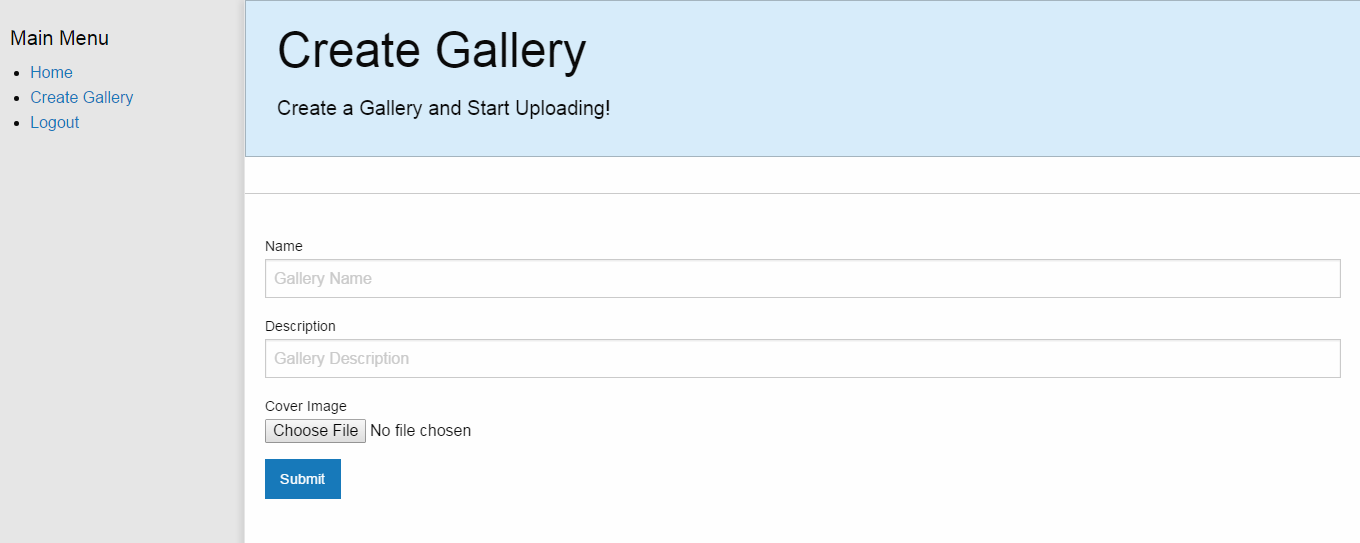 Main Menu
Home
Create Gallery
Logout
Create Gallery
Create a Gallery and Start Uploading!
Name
Gallery Name
Description
Gallery Description
Cover Image
Choose File No file chosen
Submit